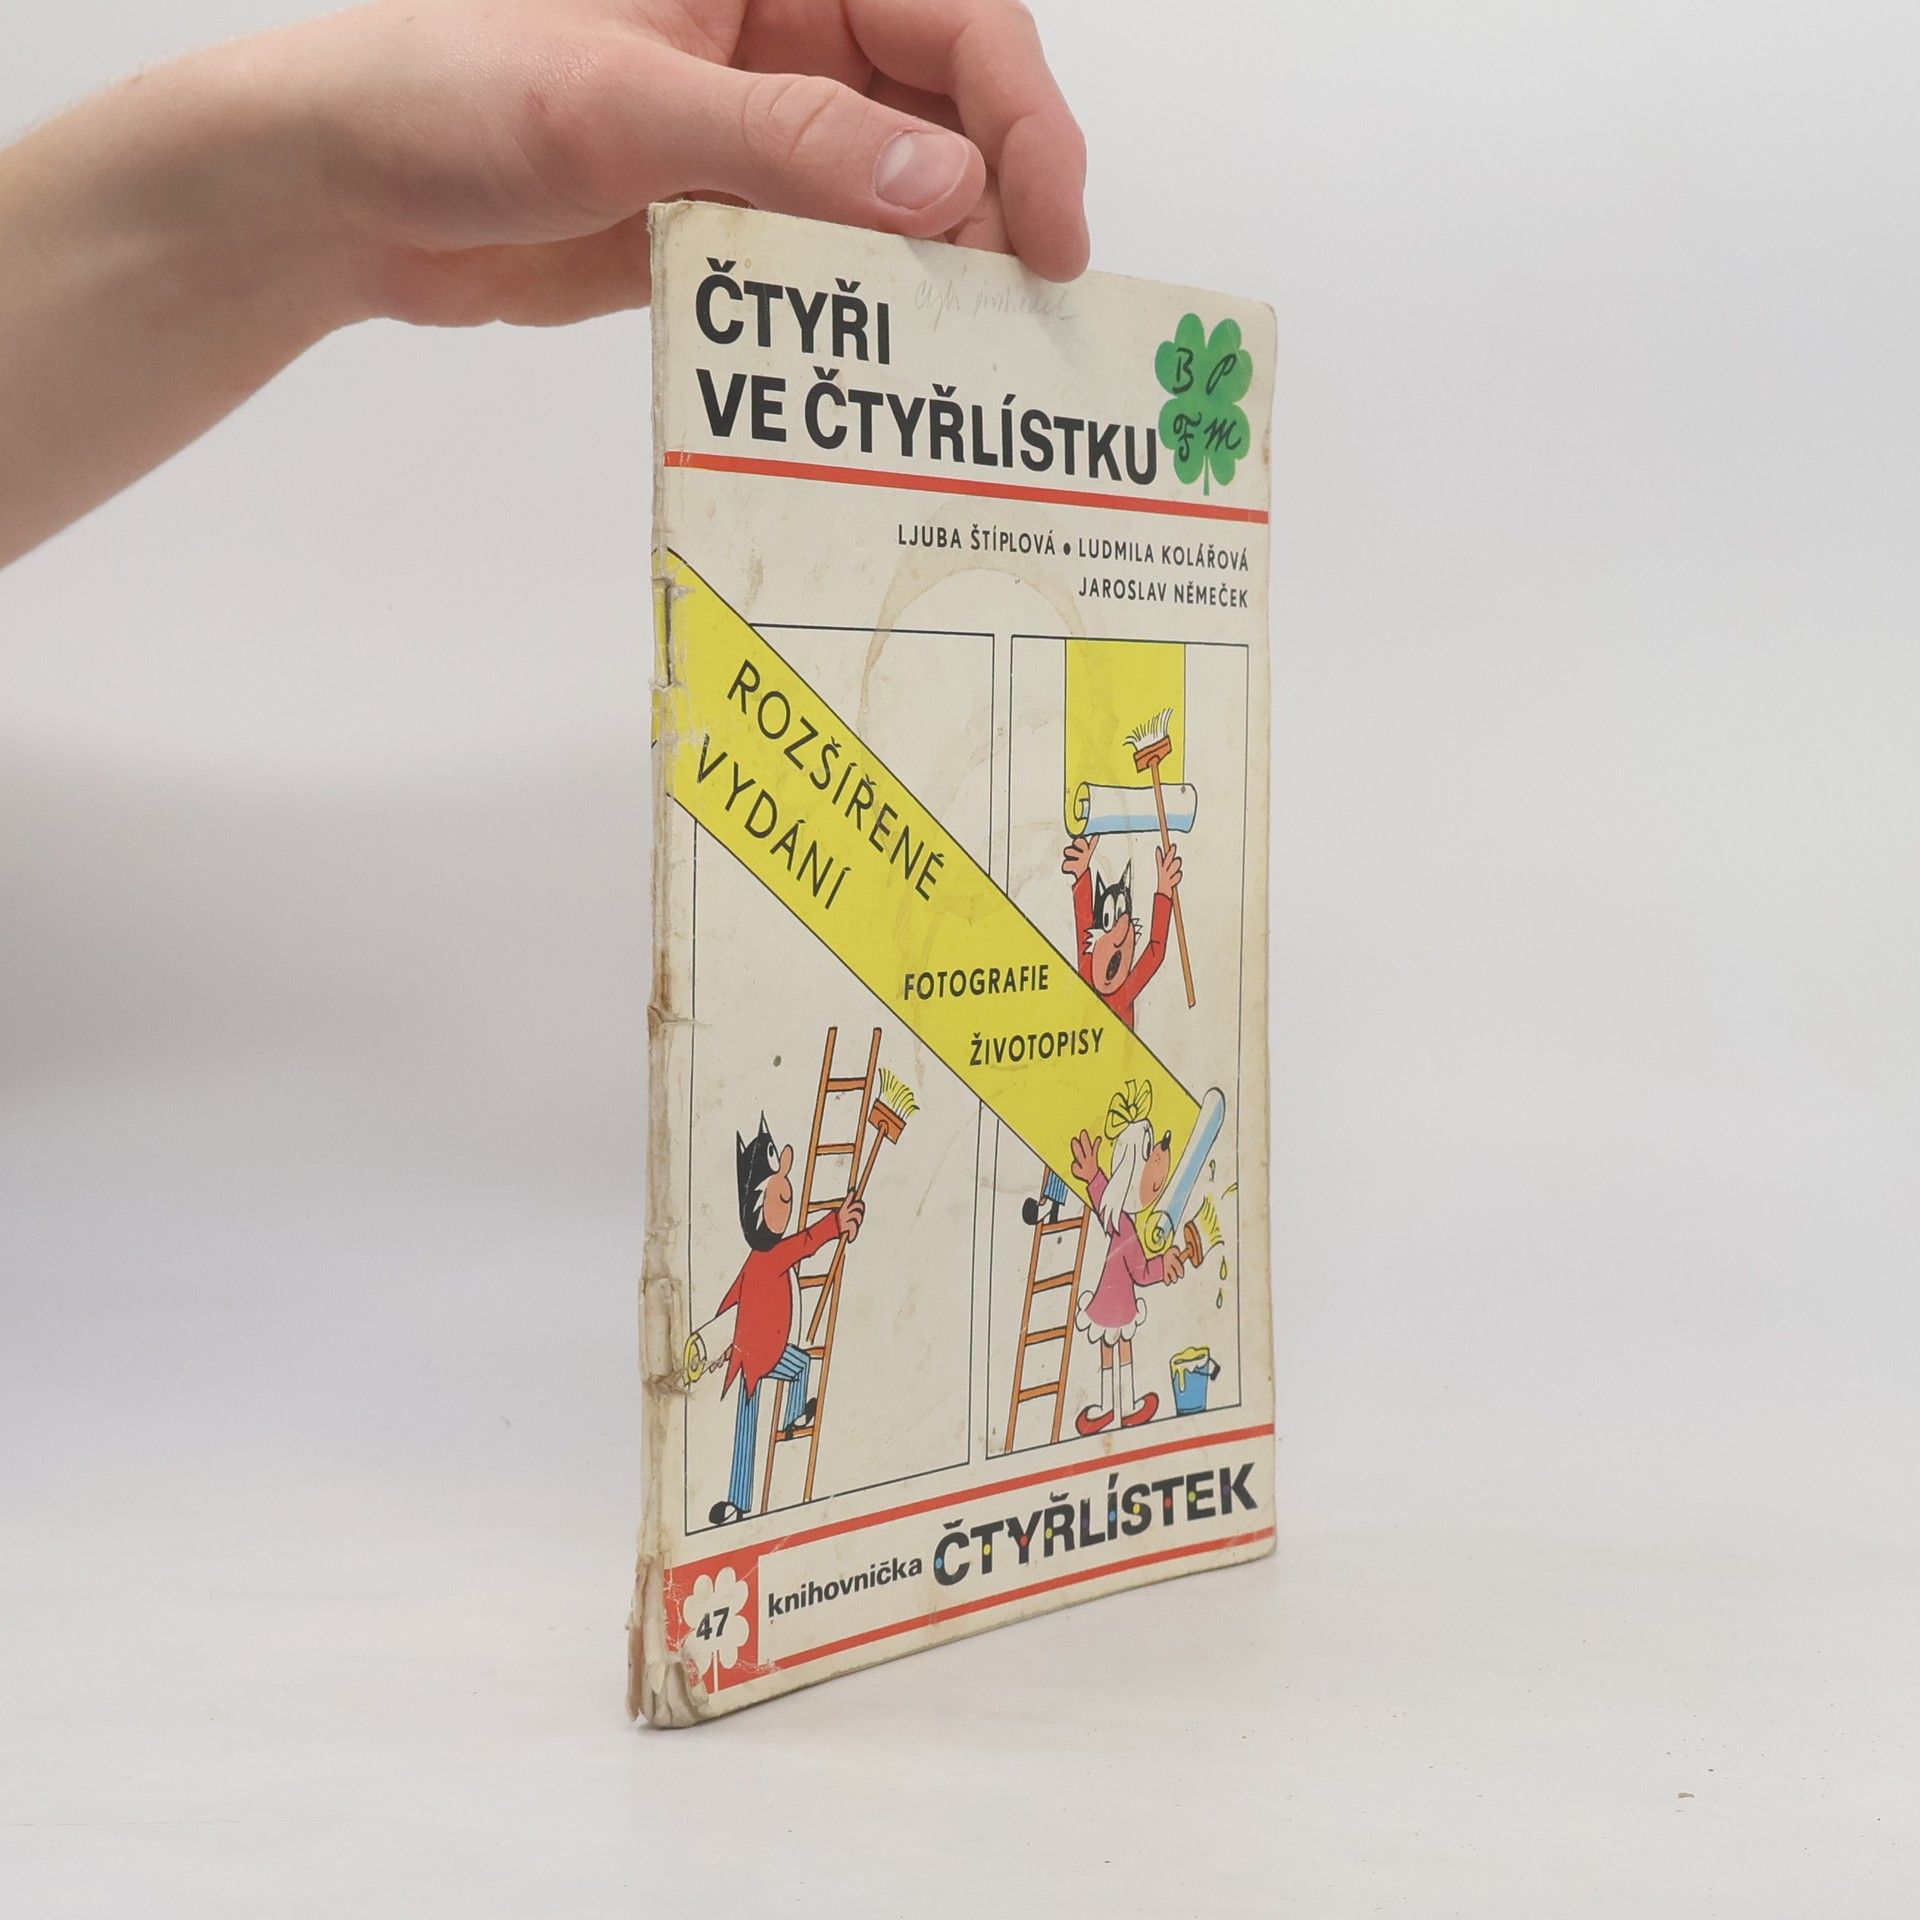 ČTYŘI
VE ČTYŘLÍSTKU
B P
F M
LJUBA ŠTÍPLOVÁ • LUDMILA KOLÁŘOVÁ
JAROSLAV NĚMEČEK
ROZŠÍŘENÉ
VYDÁNÍ
FOTOGRAFIE
ŽIVOTOPISY
47
knihovnička ČTYŘLÍSTEK